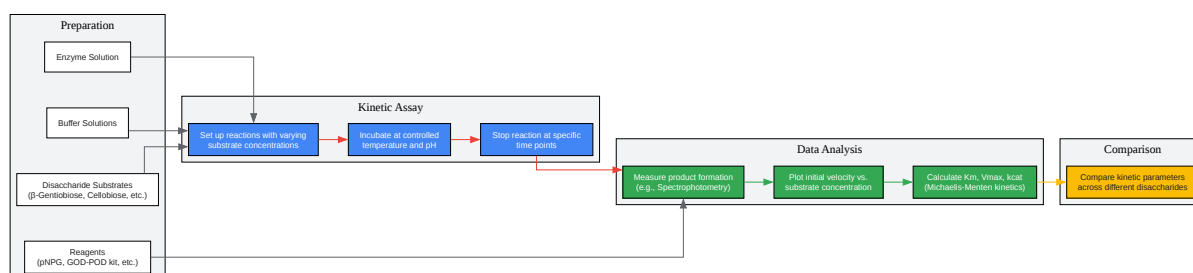 Preparation
Enzyme Solution
Buffer Solutions
Disaccharide Substrates
(β-Gentiobiose, Cellobiose, etc.)
Reagents
(pNPG, GOD-POD kit, etc.)
Kinetic Assay
Set up reactions with varying
substrate concentrations
Incubate at controlled
temperature and pH
Stop reaction at specific
time points
Data Analysis
Measure product formation
(e.g., Spectrophotometry)
Plot initial velocity vs.
substrate concentration
Calculate Km, Vmax, kcat
(Michaelis-Menten kinetics)
Comparison
Compare kinetic parameters
across different disaccharides